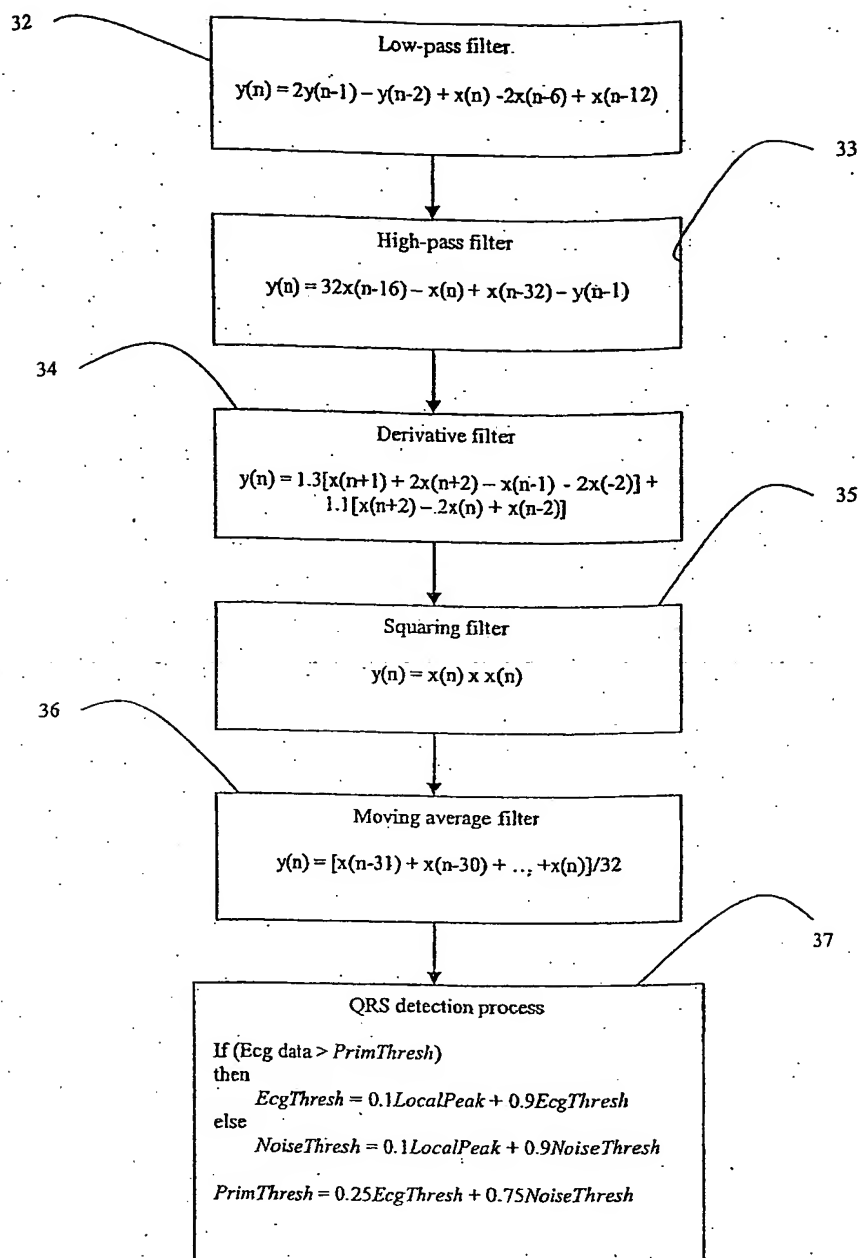 32
Low-pass filter.
y(n) = 2y(n-1) – y(n-2) + x(n) -2x(n-6) + x(n-12)
33
High-pass filter
y(n) = 32x(n-16) – x(n) + x(n-32) – y(n-1)
34
Derivative filter
y(n) = 1.3[x(n+1) + 2x(n+2) – x(n-1) - 2x(-2)] +
1.1[x(n+2) – 2x(n) + x(n-2)]
35
Squaring filter
y(n) = x(n) x x(n)
36
Moving average filter
y(n) = [x(n-31) + x(n-30) + ... +x(n)]/32
37
QRS detection process
If (Ecg data > PrimThresh)
then
EcgThresh = 0.1LocalPeak + 0.9EcgThresh
else
NoiseThresh = 0.1LocalPeak + 0.9NoiseThresh
PrimThresh = 0.25EcgThresh + 0.75NoiseThresh